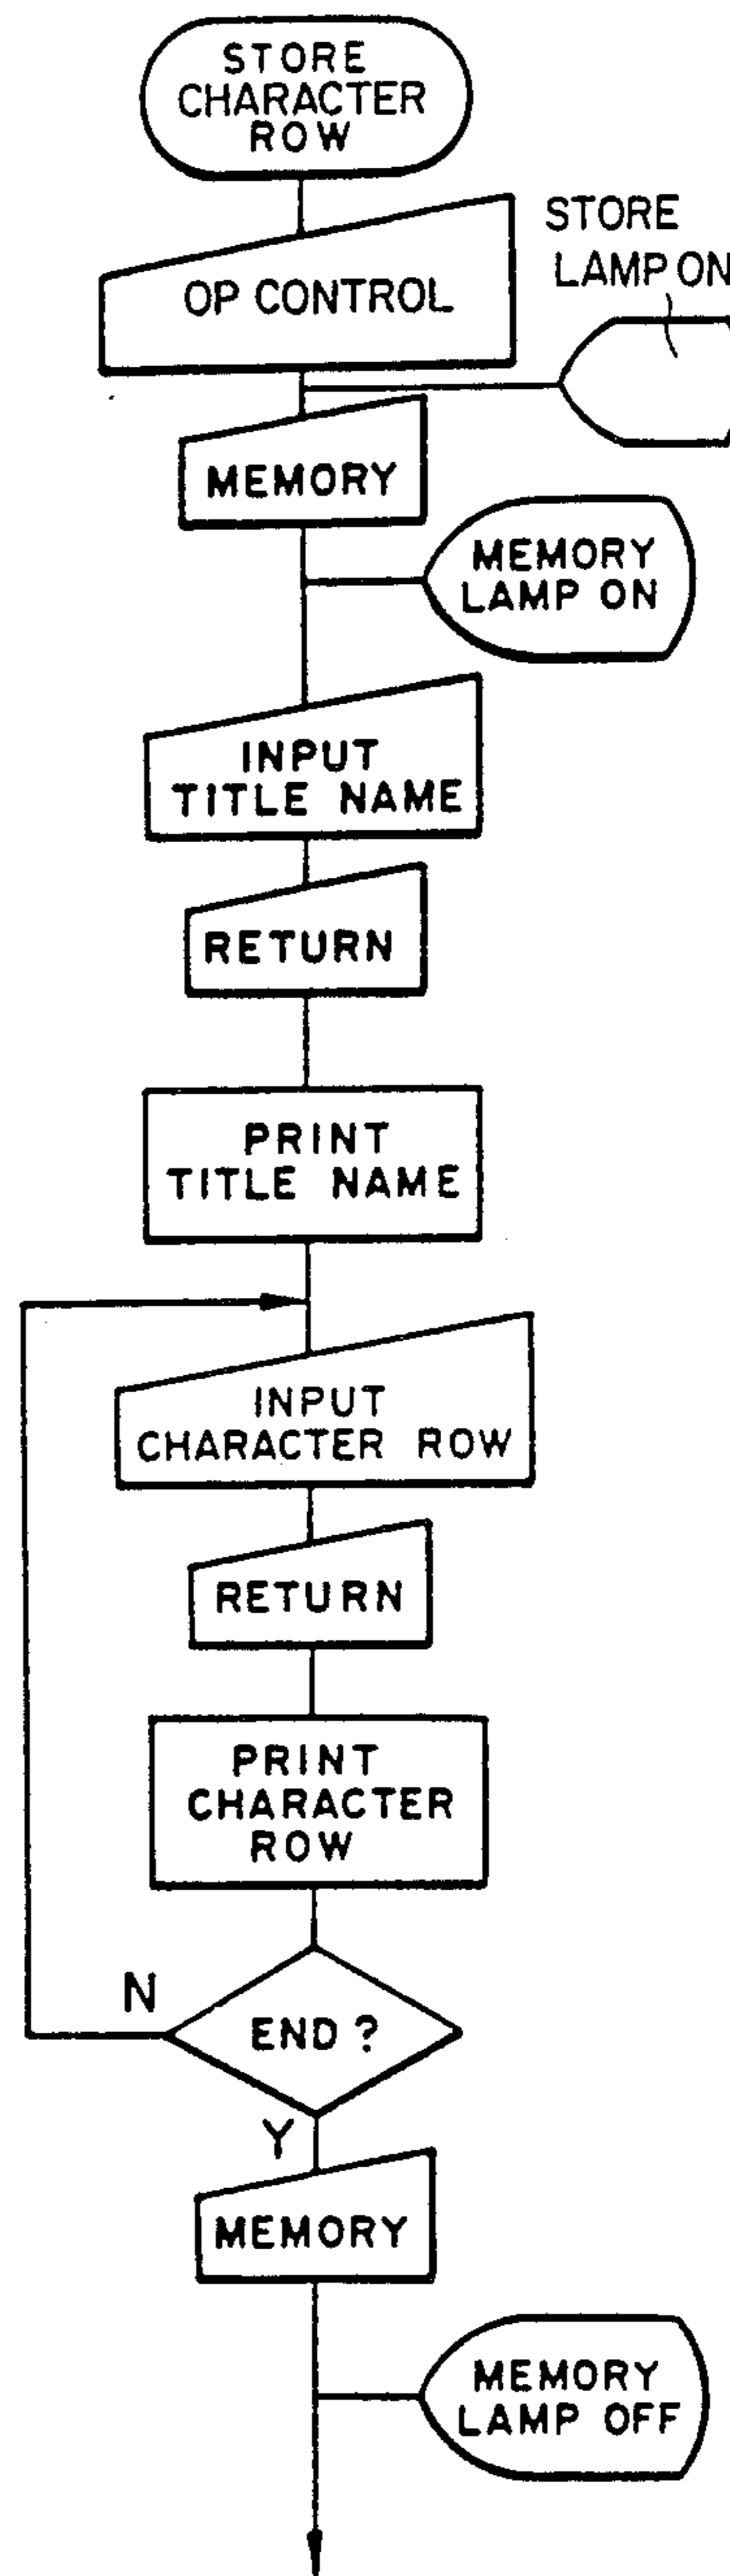 STORE
CHARACTER
ROW
OP CONTROL
STORE
LAMP ON
MEMORY
MEMORY
LAMP ON
INPUT
TITLE NAME
RETURN
PRINT
TITLE NAME
INPUT
CHARACTER ROW
RETURN
PRINT
CHARACTER
ROW
N
END ?
Y
MEMORY
MEMORY
LAMP OFF